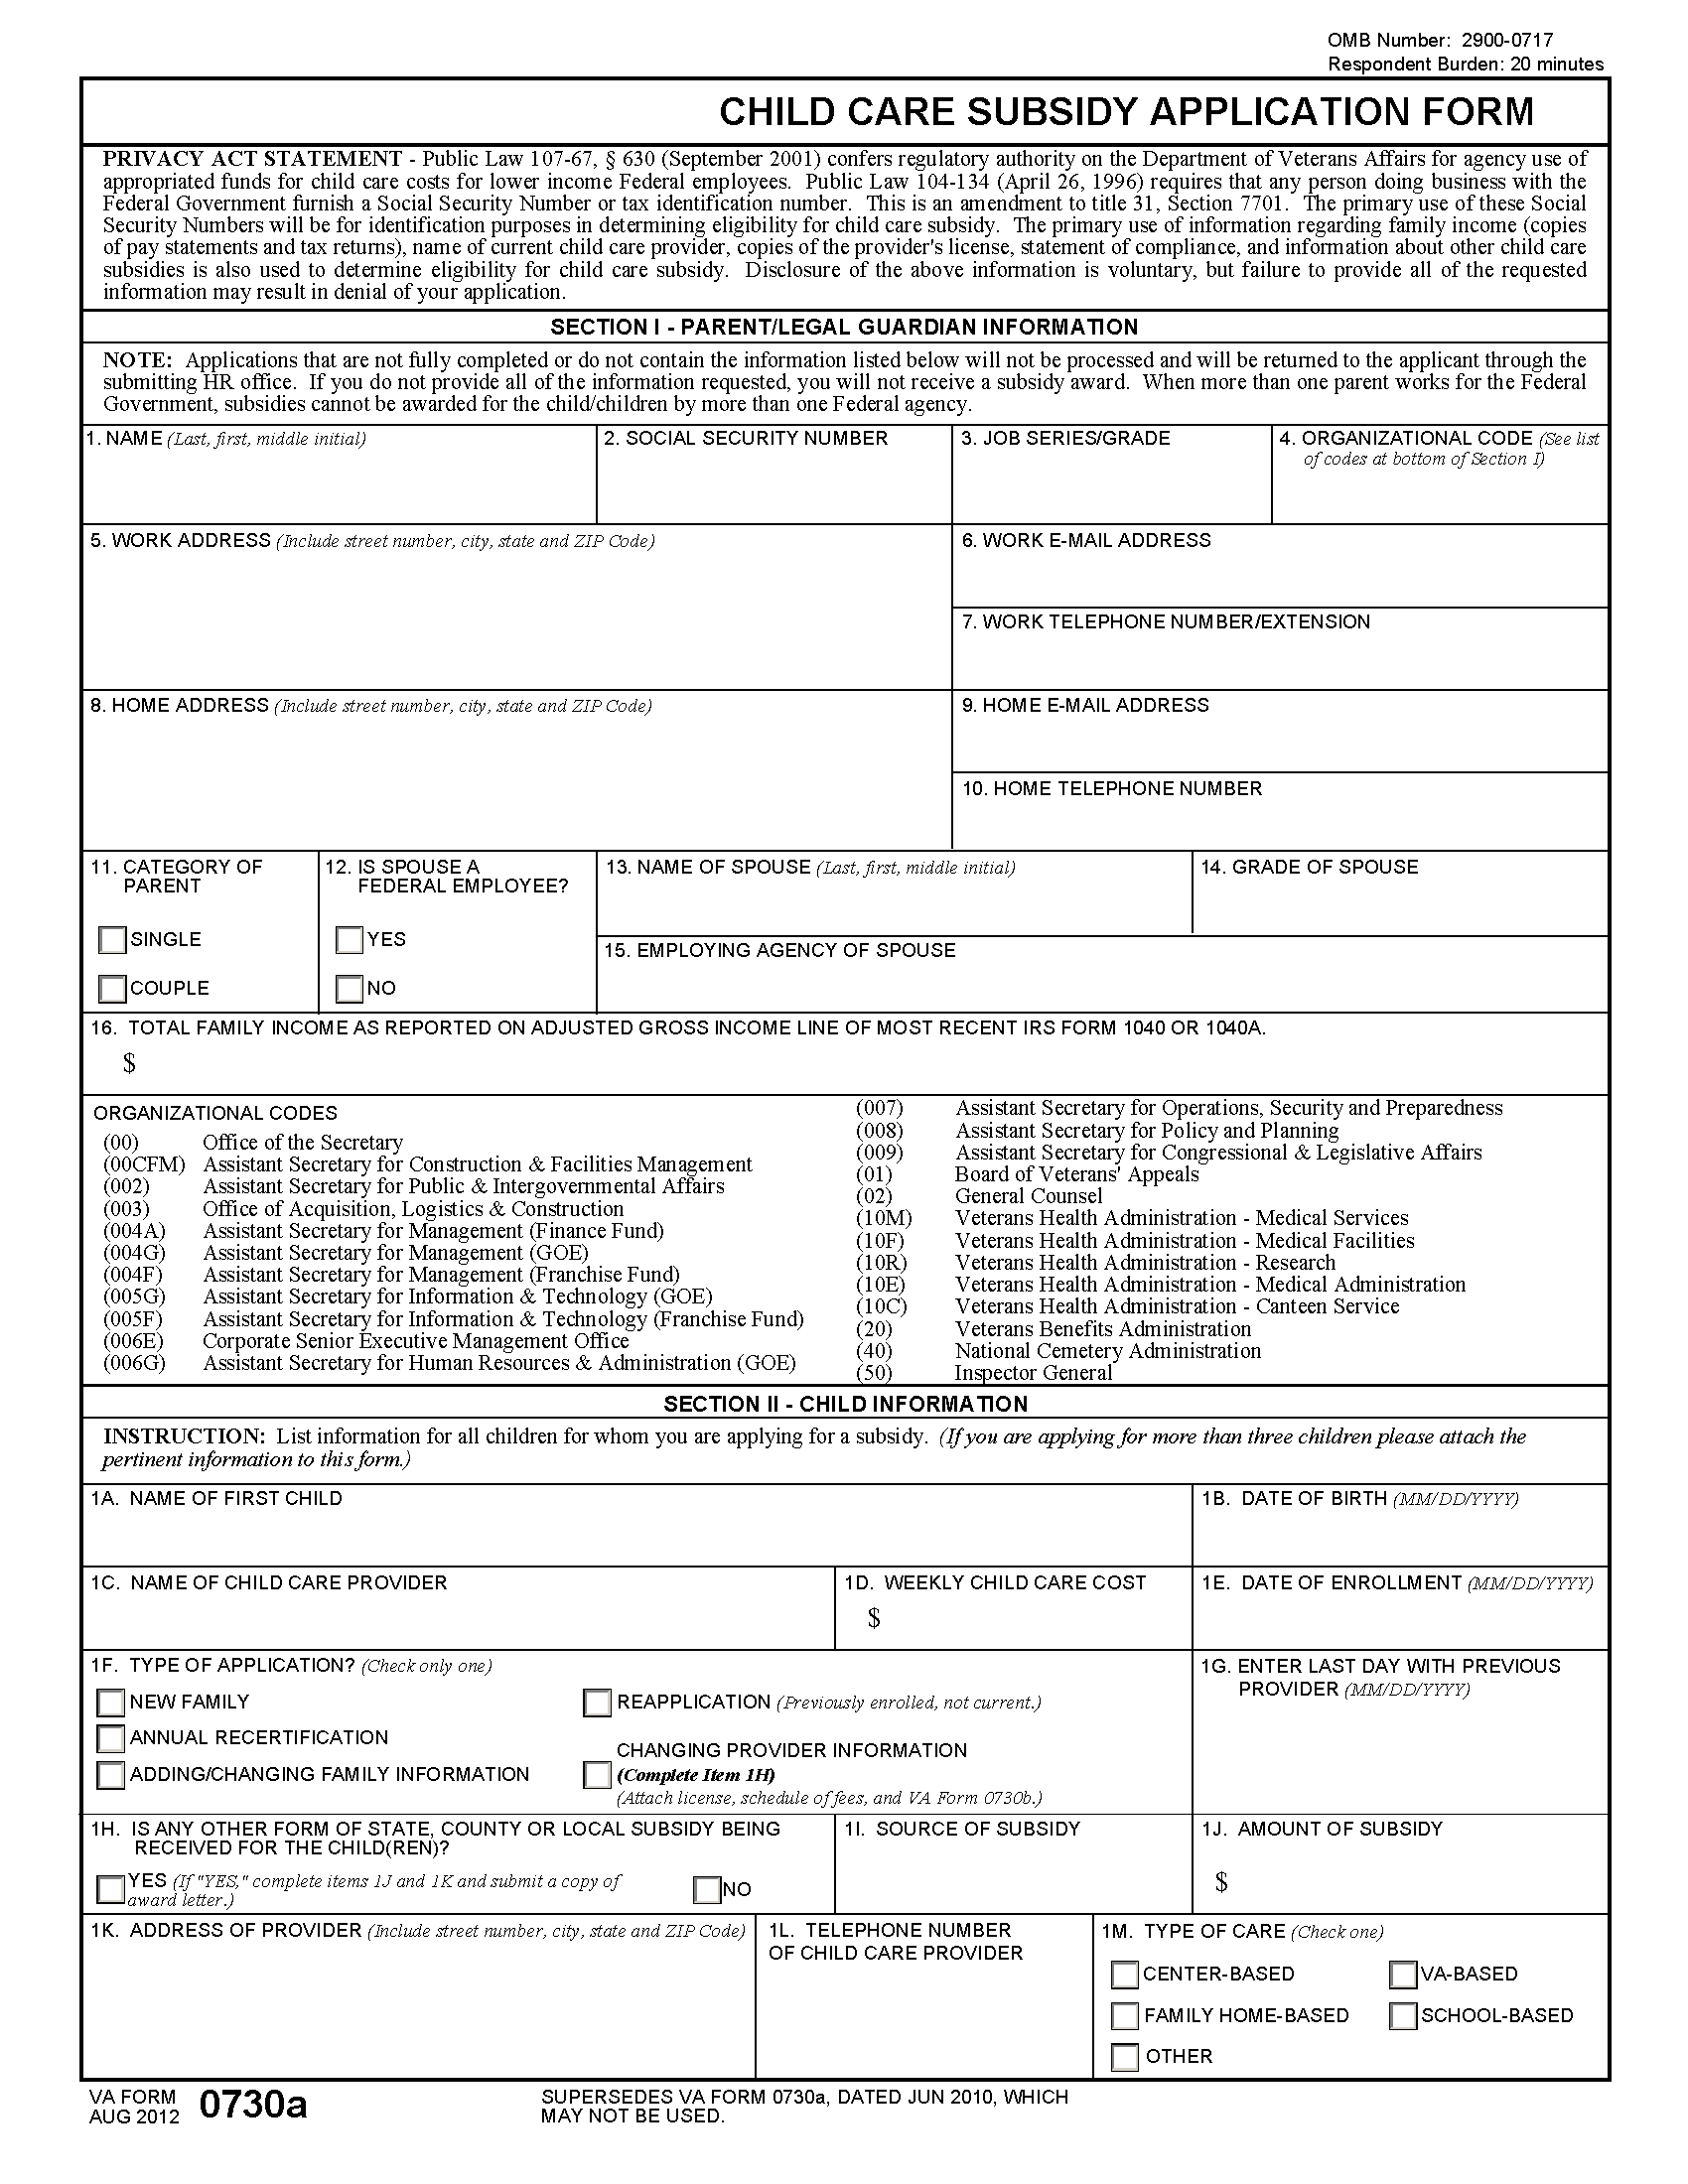 OMB Number: 2900-0717
Respondent Burden: 20 minutes
CHILD CARE SUBSIDY APPLICATION FORM
PRIVACY ACT STATEMENT - Public Law 107-67, § 630 (September 2001) confers regulatory authority on the Department of Veterans Affairs for agency use of
appropriated funds for child care costs for lower income Federal employees. Public Law 104-134 (April 26, 1996) requires that any person doing business with the
Federal Government furnish a Social Security Number or tax identification number. This is an amendment to title 31, Section 7701. The primary use of these Social
Security Numbers will be for identification purposes in determining eligibility for child care subsidy. The primary use of information regarding family income (copies
of pay statements and tax returns), name of current child care provider, copies of the provider's license, statement of compliance, and information about other child care
subsidies is also used to determine eligibility for child care subsidy. Disclosure of the above information is voluntary, but failure to provide all of the requested
information may result in denial of your application.
SECTION I - PARENT/LEGAL GUARDIAN INFORMATION
NOTE: Applications that are not fully completed or do not contain the information listed below will not be processed and will be returned to the applicant through the
submitting HR office. If you do not provide all of the information requested, you will not receive a subsidy award. When more than one parent works for the Federal
Government, subsidies cannot be awarded for the child/children by more than one Federal agency.
1. NAME (Last, first, middle initial)
2. SOCIAL SECURITY NUMBER
3. JOB SERIES/GRADE
4. ORGANIZATIONAL CODE (See list
of codes at bottom of Section I)
5. WORK ADDRESS (Include street number, city, state and ZIP Code)
6. WORK E-MAIL ADDRESS
7. WORK TELEPHONE NUMBER/EXTENSION
8. HOME ADDRESS (Include street number, city, state and ZIP Code)
9. HOME E-MAIL ADDRESS
10. HOME TELEPHONE NUMBER
11. CATEGORY OF
PARENT
SINGLE
COUPLE
12. IS SPOUSE A
FEDERAL EMPLOYEE?
YES
NO
13. NAME OF SPOUSE (Last, first, middle initial)
14. GRADE OF SPOUSE
15. EMPLOYING AGENCY OF SPOUSE
16. TOTAL FAMILY INCOME AS REPORTED ON ADJUSTED GROSS INCOME LINE OF MOST RECENT IRS FORM 1040 OR 1040A.
$
ORGANIZATIONAL CODES
(00) Office of the Secretary
(00CFM) Assistant Secretary for Construction & Facilities Management
(002) Assistant Secretary for Public & Intergovernmental Affairs
(003) Office of Acquisition, Logistics & Construction
(004A) Assistant Secretary for Management (Finance Fund)
(004G) Assistant Secretary for Management (GOE)
(004F) Assistant Secretary for Management (Franchise Fund)
(005G) Assistant Secretary for Information & Technology (GOE)
(005F) Assistant Secretary for Information & Technology (Franchise Fund)
(006E) Corporate Senior Executive Management Office
(006G) Assistant Secretary for Human Resources & Administration (GOE)
(007) Assistant Secretary for Operations, Security and Preparedness
(008) Assistant Secretary for Policy and Planning
(009) Assistant Secretary for Congressional & Legislative Affairs
(01) Board of Veterans' Appeals
(02) General Counsel
(10M) Veterans Health Administration - Medical Services
(10F) Veterans Health Administration - Medical Facilities
(10R) Veterans Health Administration - Research
(10E) Veterans Health Administration - Medical Administration
(10C) Veterans Health Administration - Canteen Service
(20) Veterans Benefits Administration
(40) National Cemetery Administration
(50) Inspector General
SECTION II - CHILD INFORMATION
INSTRUCTION: List information for all children for whom you are applying for a subsidy. (If you are applying for more than three children please attach the
pertinent information to this form.)
1A. NAME OF FIRST CHILD
1B. DATE OF BIRTH (MM/DD/YYYY)
1C. NAME OF CHILD CARE PROVIDER
1D. WEEKLY CHILD CARE COST
$
1E. DATE OF ENROLLMENT (MM/DD/YYYY)
1F. TYPE OF APPLICATION? (Check only one)
NEW FAMILY
ANNUAL RECERTIFICATION
ADDING/CHANGING FAMILY INFORMATION
REAPPLICATION (Previously enrolled, not current.)
CHANGING PROVIDER INFORMATION
(Complete Item 1H)
(Attach license, schedule of fees, and VA Form 0730b.)
1G. ENTER LAST DAY WITH PREVIOUS
PROVIDER (MM/DD/YYYY)
1H. IS ANY OTHER FORM OF STATE, COUNTY OR LOCAL SUBSIDY BEING
RECEIVED FOR THE CHILD(REN)?
YES (If "YES," complete items 1J and 1K and submit a copy of
award letter.)
NO
1I. SOURCE OF SUBSIDY
1J. AMOUNT OF SUBSIDY
$
1K. ADDRESS OF PROVIDER (Include street number, city, state and ZIP Code)
1L. TELEPHONE NUMBER
OF CHILD CARE PROVIDER
1M. TYPE OF CARE (Check one)
CENTER-BASED
VA-BASED
FAMILY HOME-BASED
SCHOOL-BASED
OTHER
VA FORM
AUG 2012 0730a
SUPERSEDES VA FORM 0730a, DATED JUN 2010, WHICH
MAY NOT BE USED.